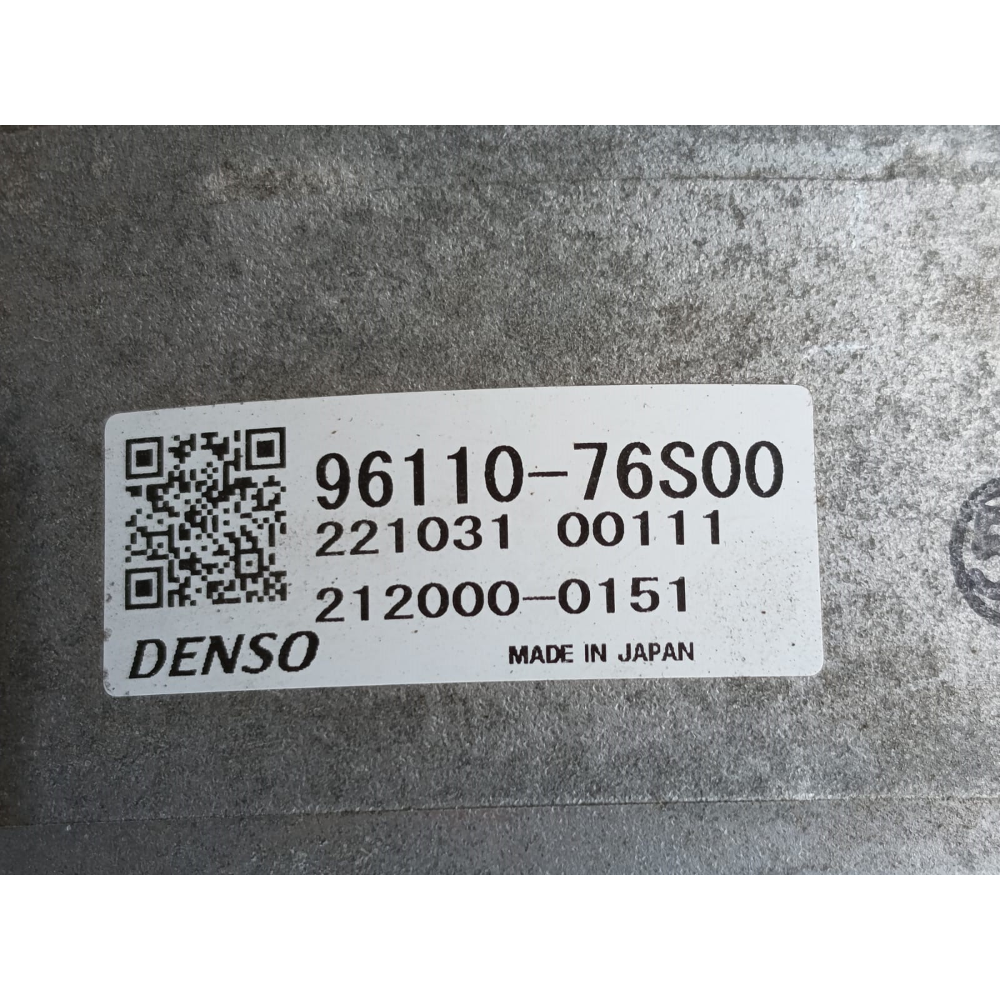 96110-76S00
221031 00111
212000-0151
DENSO
MADE IN JAPAN